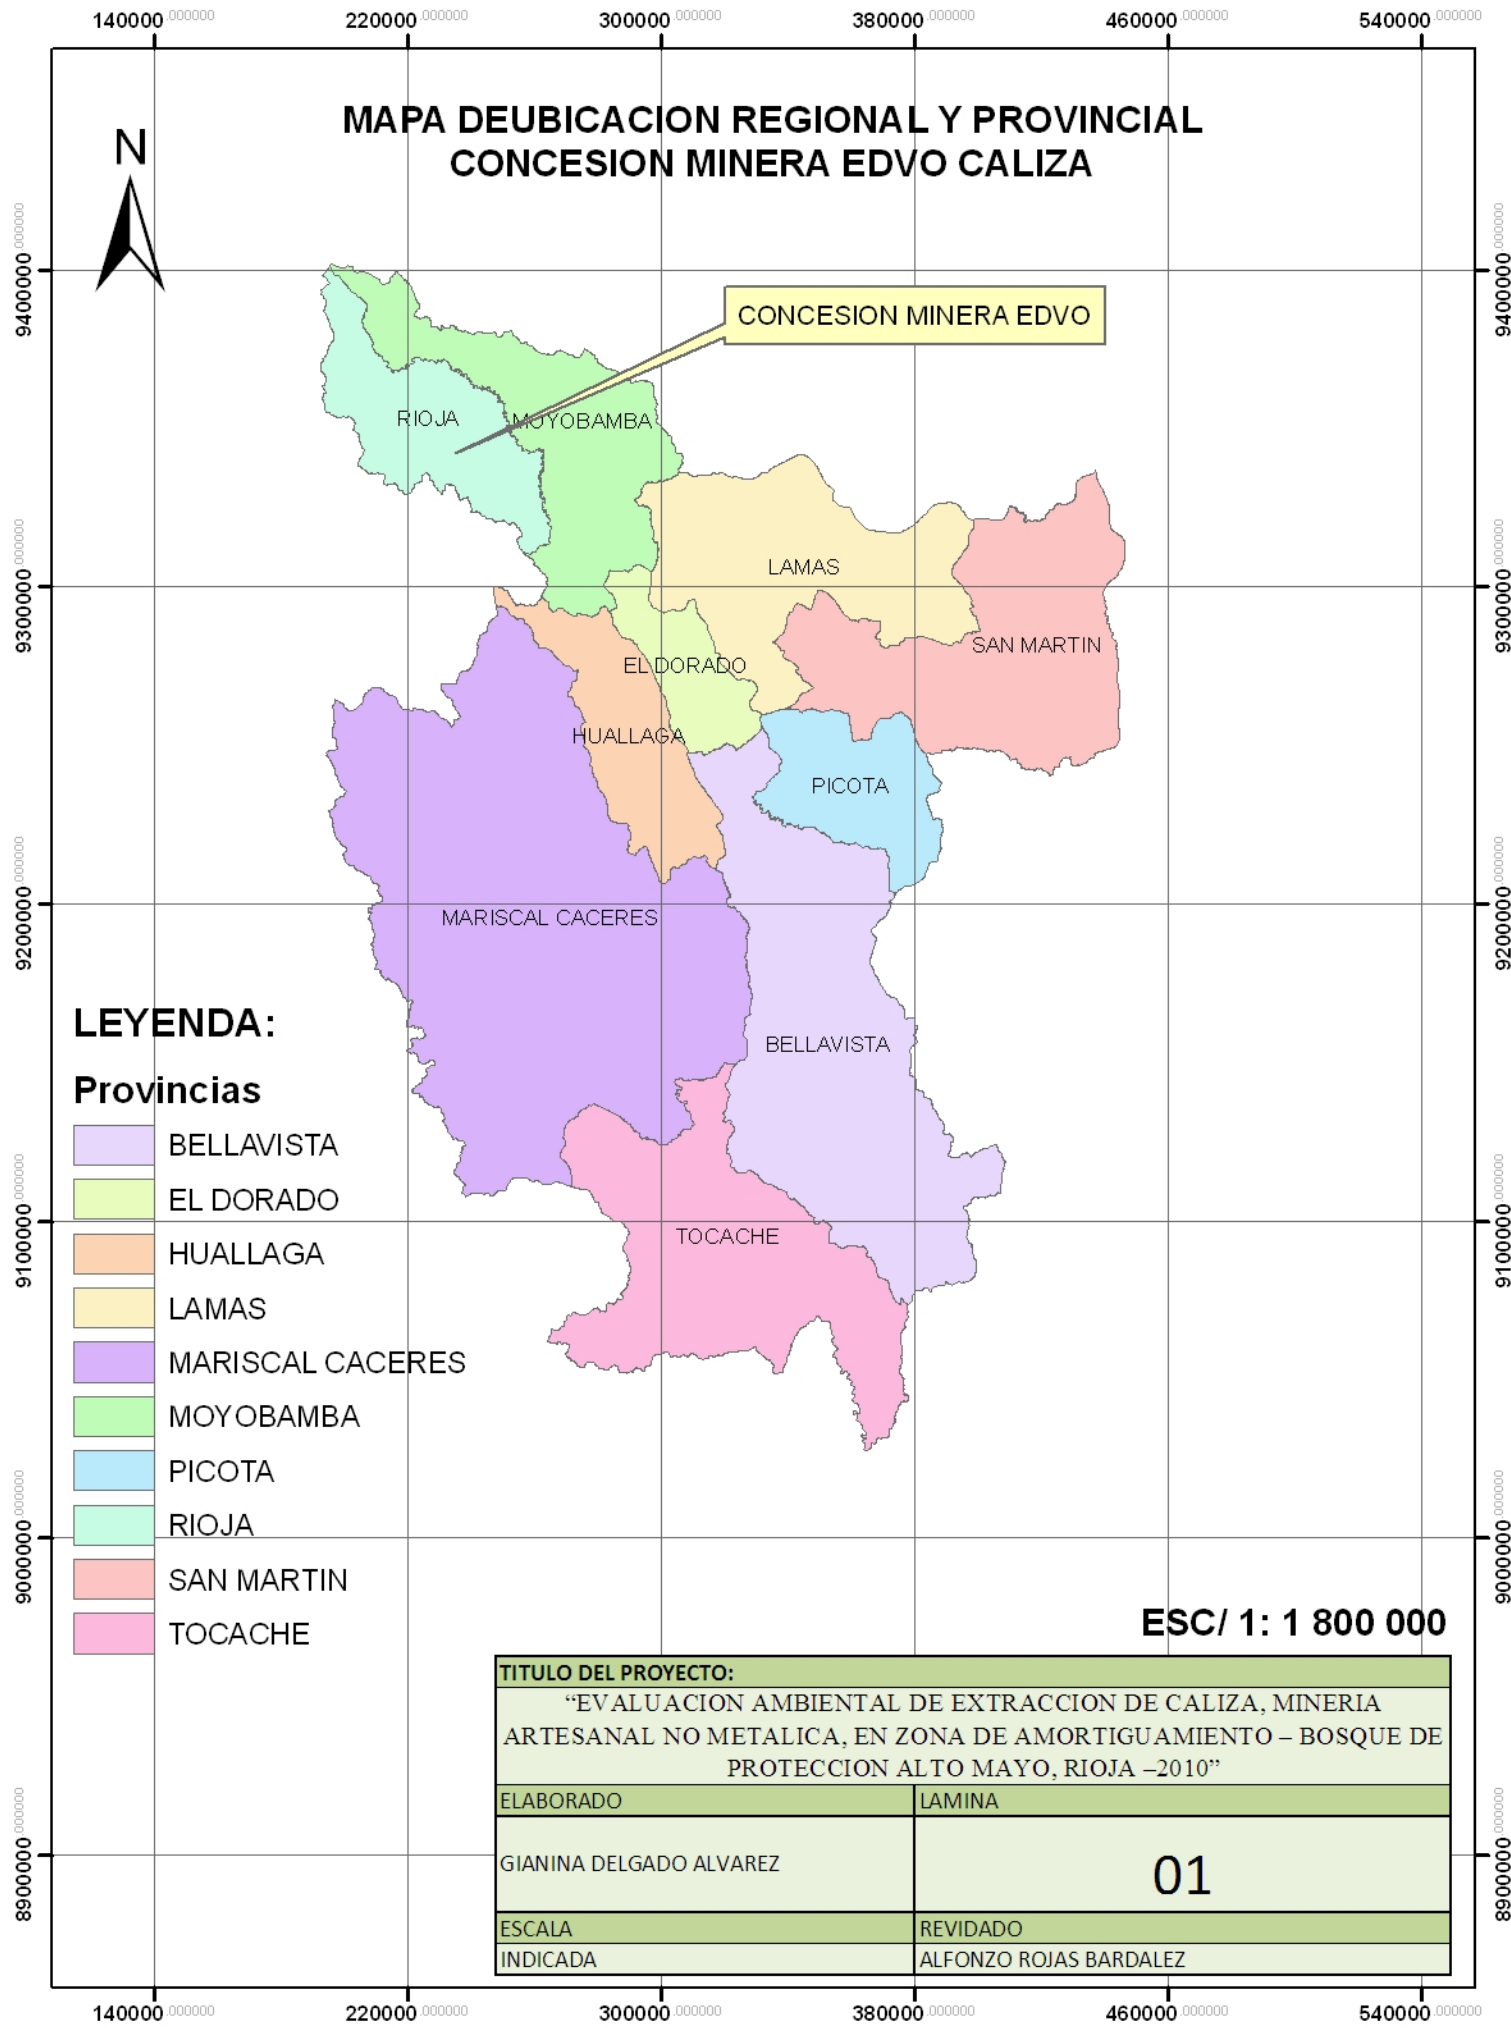 140000.000000 220000.000000 300000.000000 380000.000000 460000.000000 540000.000000
MAPA DEUBICACION REGIONAL Y PROVINCIAL
CONCESION MINERA EDVO CALIZA
N
9400000.000000 9400000.000000
CONCESION MINERA EDVO
RIOJA
MOYOBAMBA
LAMAS
9300000.000000 9300000.000000
SAN MARTIN
EL DORADO
HUALLAGA
PICOTA
9200000.000000 9200000.000000
MARISCAL CACERES
BELLAVISTA
TOCACHE
9100000.000000 9100000.000000
LEYENDA:
Provincias
BELLAVISTA
EL DORADO
HUALLAGA
LAMAS
MARISCAL CACERES
MOYOBAMBA
PICOTA
RIOJA
SAN MARTIN
TOCACHE
9000000.000000 9000000.000000
ESC/ 1: 1 800 000
TITULO DEL PROYECTO:
“EVALUACION AMBIENTAL DE EXTRACCION DE CALIZA, MINERIA
ARTESANAL NO METALICA, EN ZONA DE AMORTIGUAMIENTO – BOSQUE DE
PROTECCION ALTO MAYO, RIOJA –2010”
ELABORADO LAMINA
GIANINA DELGADO ALVAREZ 01
8900000.000000 8900000.000000
ESCALA REVIDADO
INDICADA ALFONZO ROJAS BARDALEZ
140000.000000 220000.000000 300000.000000 380000.000000 460000.000000 540000.000000